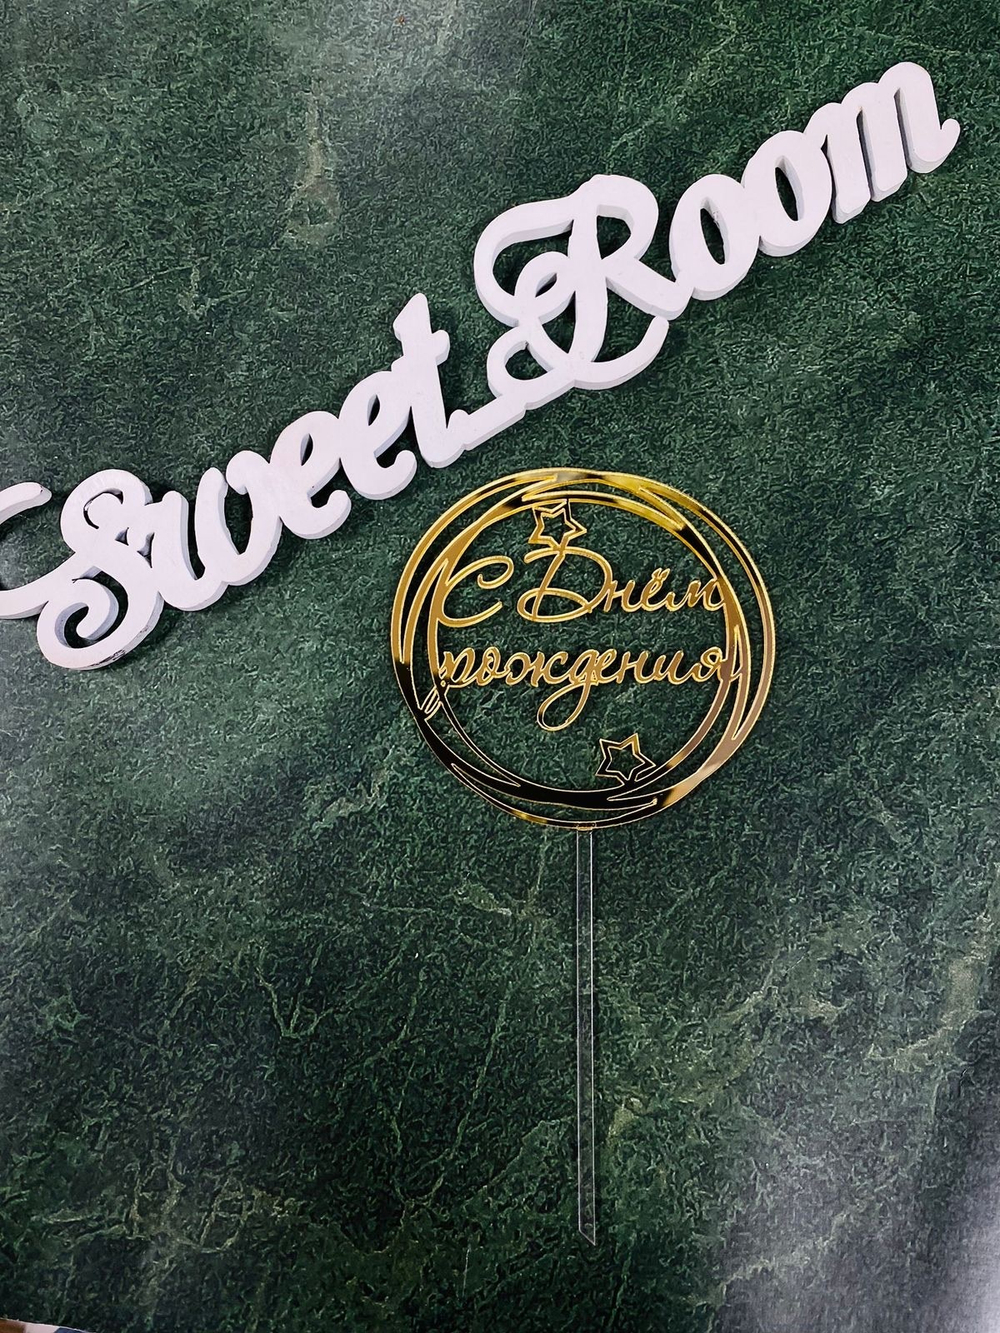 Sweet Room
С Днём
рождения